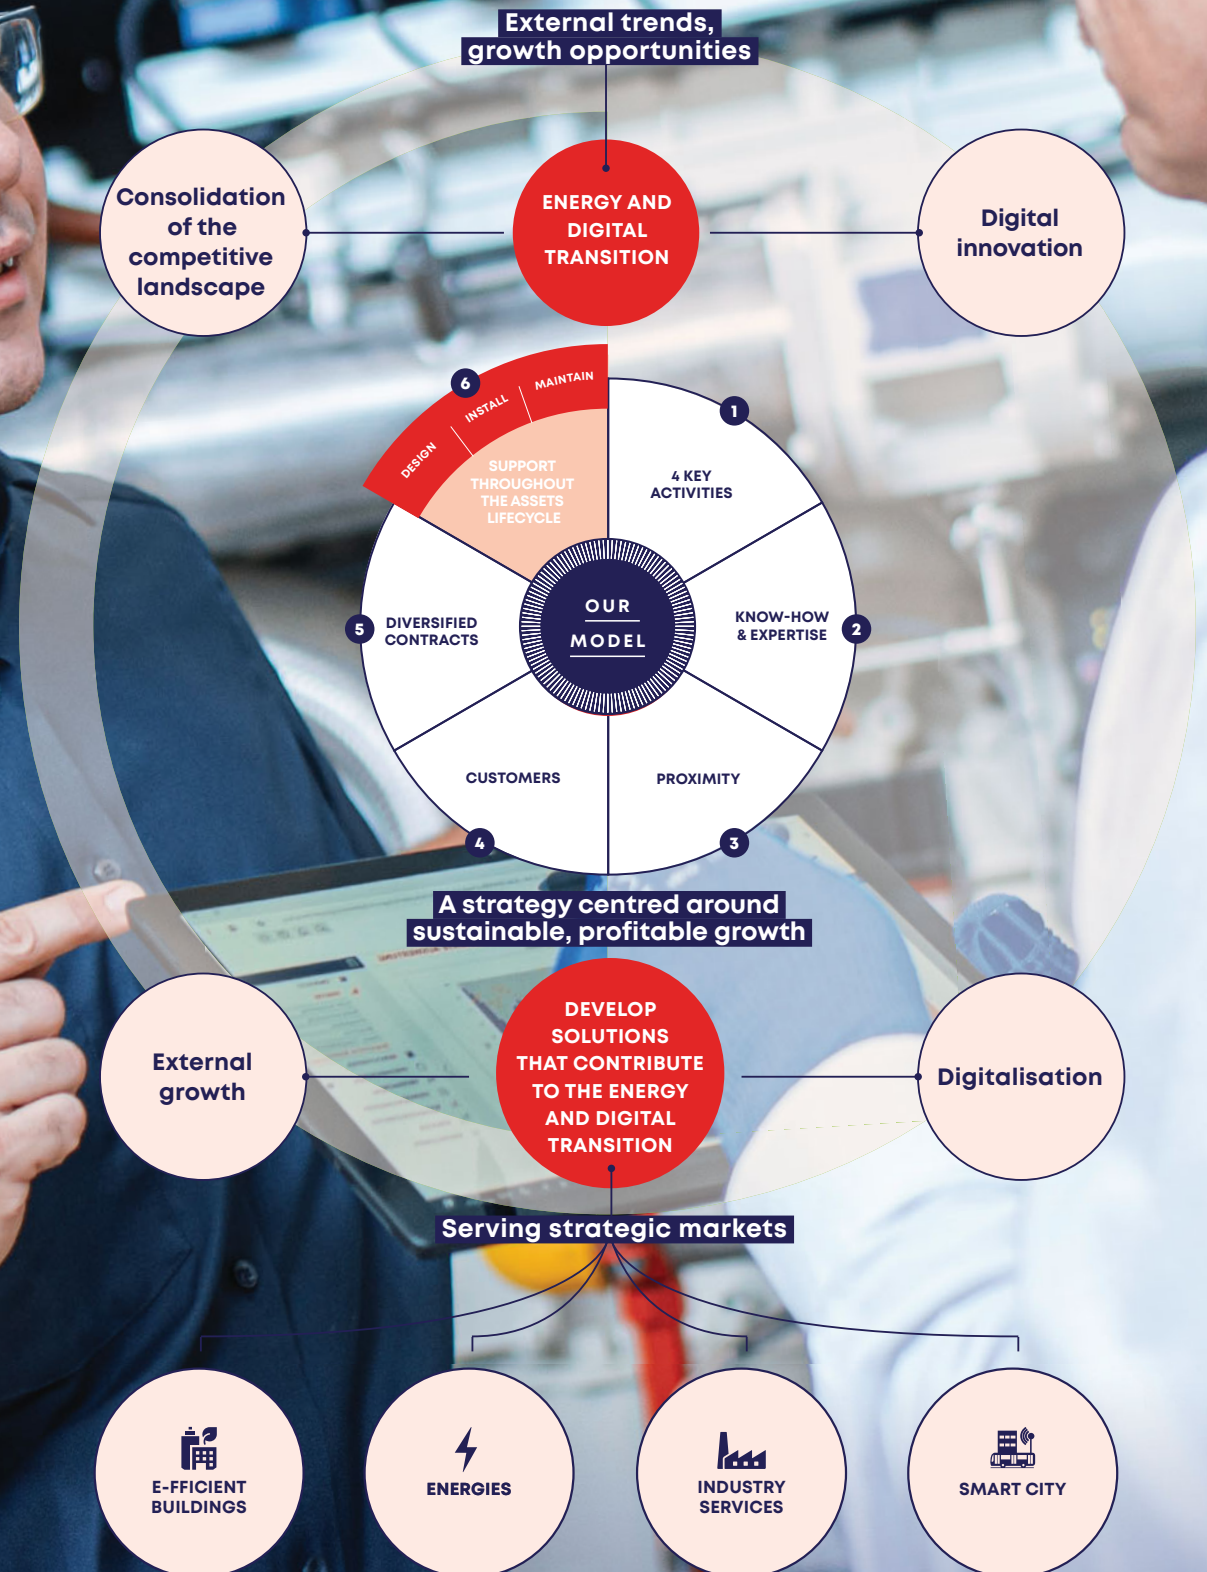 External trends,
growth opportunities
Consolidation
of the
competitive
landscape
ENERGY AND
DIGITAL
TRANSITION
Digital
innovation
6
DESIGN
INSTALL
MAINTAIN
SUPPORT
THROUGHOUT
THE ASSETS
LIFECYCLE
1
4 KEY
ACTIVITIES
OUR
MODEL
5
DIVERSIFIED
CONTRACTS
KNOW-HOW
& EXPERTISE
2
CUSTOMERS
4
PROXIMITY
3
A strategy centred around
sustainable, profitable growth
External
growth
DEVELOP
SOLUTIONS
THAT CONTRIBUTE
TO THE ENERGY
AND DIGITAL
TRANSITION
Digitalisation
Serving strategic markets
E-FFICIENT
BUILDINGS
ENERGIES
INDUSTRY
SERVICES
SMART CITY